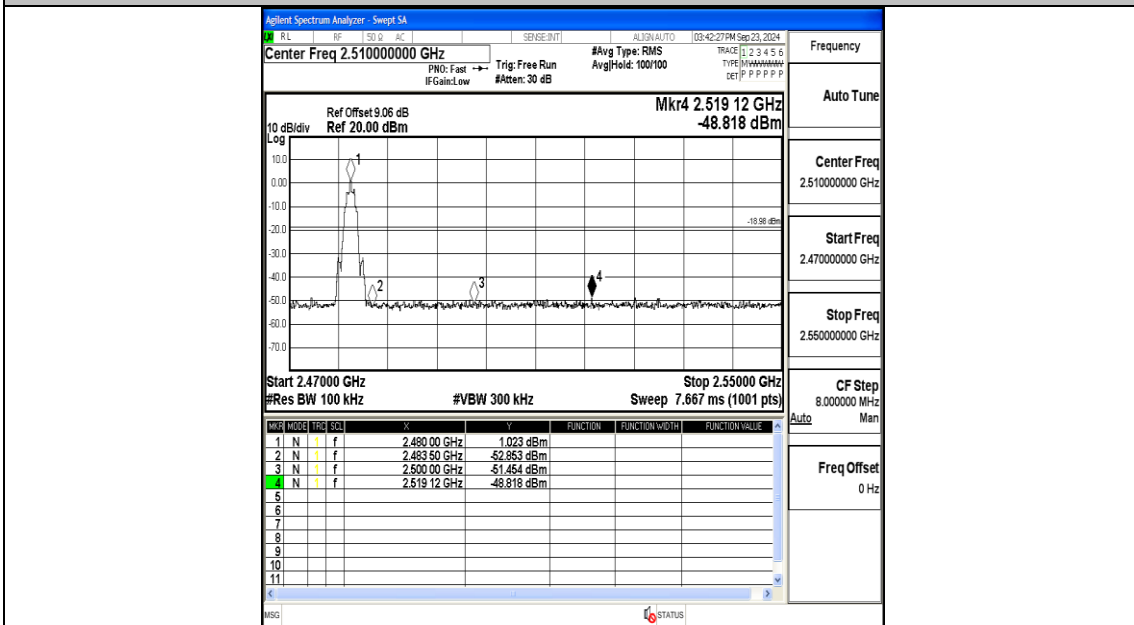 Agilent Spectrum Analyzer - Swept SA
RL RF 50 Ω AC SENSE:INT ALIGN AUTO 03:42:27 PM Sep 23, 2024
Center Freq 2.510000000 GHz
PNO: Fast
IFGain:Low
Trig: Free Run
#Atten: 30 dB
#Avg Type: RMS
Avg|Hold: 100/100
TRACE 1 2 3 4 5 6
TYPE MWWWWW
DET P P P P P P
Ref Offset 9.06 dB
10 dB/div Ref 20.00 dBm
Log
Mkr4 2.519 12 GHz
-48.818 dBm
10.0
0.00
-10.0
-20.0
-30.0
-40.0
-50.0
-60.0
-70.0
1
2
3
4
-18.98 dBm
Start 2.47000 GHz Stop 2.55000 GHz
#Res BW 100 kHz #VBW 300 kHz Sweep 7.667 ms (1001 pts)
MKR MODE TRC SCL X Y FUNCTION FUNCTION WIDTH FUNCTION VALUE
1 N 1 f 2.480 00 GHz 1.023 dBm
2 N 1 f 2.483 50 GHz -52.853 dBm
3 N 1 f 2.500 00 GHz -51.454 dBm
4 N 1 f 2.519 12 GHz -48.818 dBm
5
6
7
8
9
10
11
MSG STATUS
Frequency
Auto Tune
Center Freq
2.510000000 GHz
Start Freq
2.470000000 GHz
Stop Freq
2.550000000 GHz
CF Step
8.000000 MHz
Auto Man
Freq Offset
0 Hz